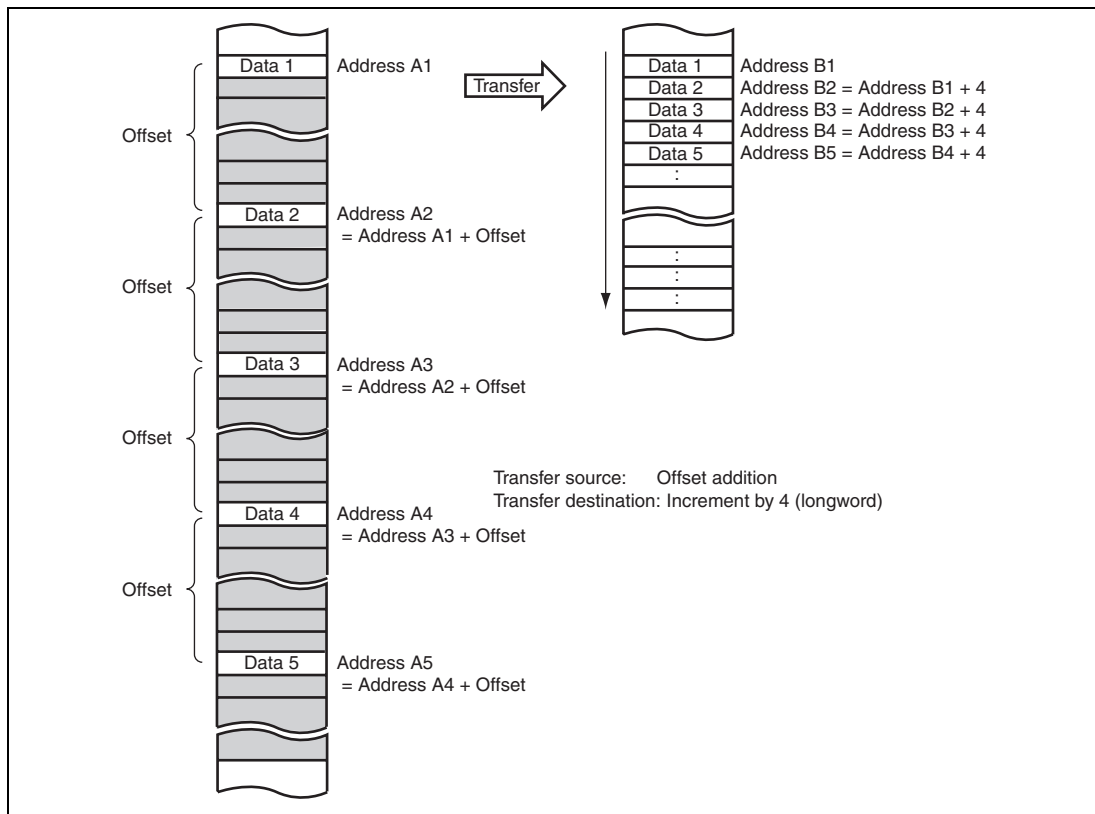 Data 1
Address A1
Offset
Data 2
Address A2
= Address A1 + Offset
Offset
Data 3
Address A3
= Address A2 + Offset
Offset
Data 4
Address A4
= Address A3 + Offset
Offset
Data 5
Address A5
= Address A4 + Offset
Transfer
Data 1
Address B1
Data 2
Address B2 = Address B1 + 4
Data 3
Address B3 = Address B2 + 4
Data 4
Address B4 = Address B3 + 4
Data 5
Address B5 = Address B4 + 4
:
:
:
:
Transfer source: Offset addition
Transfer destination: Increment by 4 (longword)